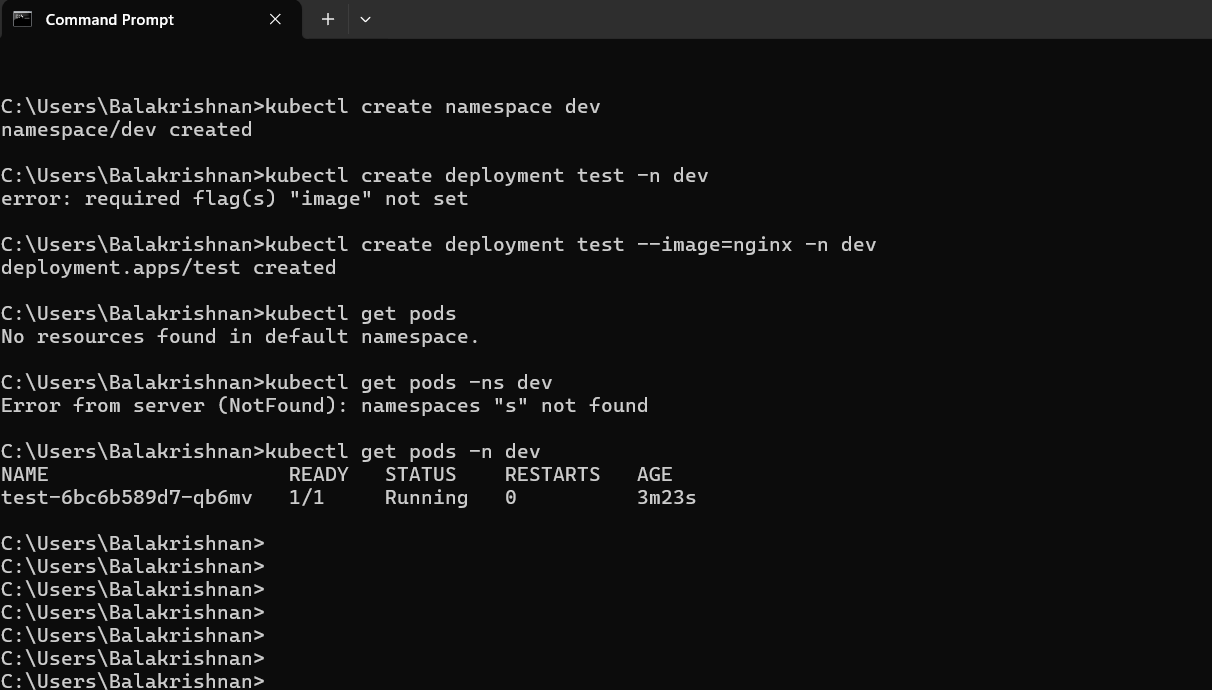 Command Prompt
C:\Users\Balakrishnan>kubectl create namespace dev
namespace/dev created
C:\Users\Balakrishnan>kubectl create deployment test -n dev
error: required flag(s) "image" not set
C:\Users\Balakrishnan>kubectl create deployment test --image=nginx -n dev
deployment.apps/test created
C:\Users\Balakrishnan>kubectl get pods
No resources found in default namespace.
C:\Users\Balakrishnan>kubectl get pods -ns dev
Error from server (NotFound): namespaces "s" not found
C:\Users\Balakrishnan>kubectl get pods -n dev
NAME READY STATUS RESTARTS AGE
test-6bc6b589d7-qb6mv 1/1 Running 0 3m23s
C:\Users\Balakrishnan>
C:\Users\Balakrishnan>
C:\Users\Balakrishnan>
C:\Users\Balakrishnan>
C:\Users\Balakrishnan>
C:\Users\Balakrishnan>
C:\Users\Balakrishnan>